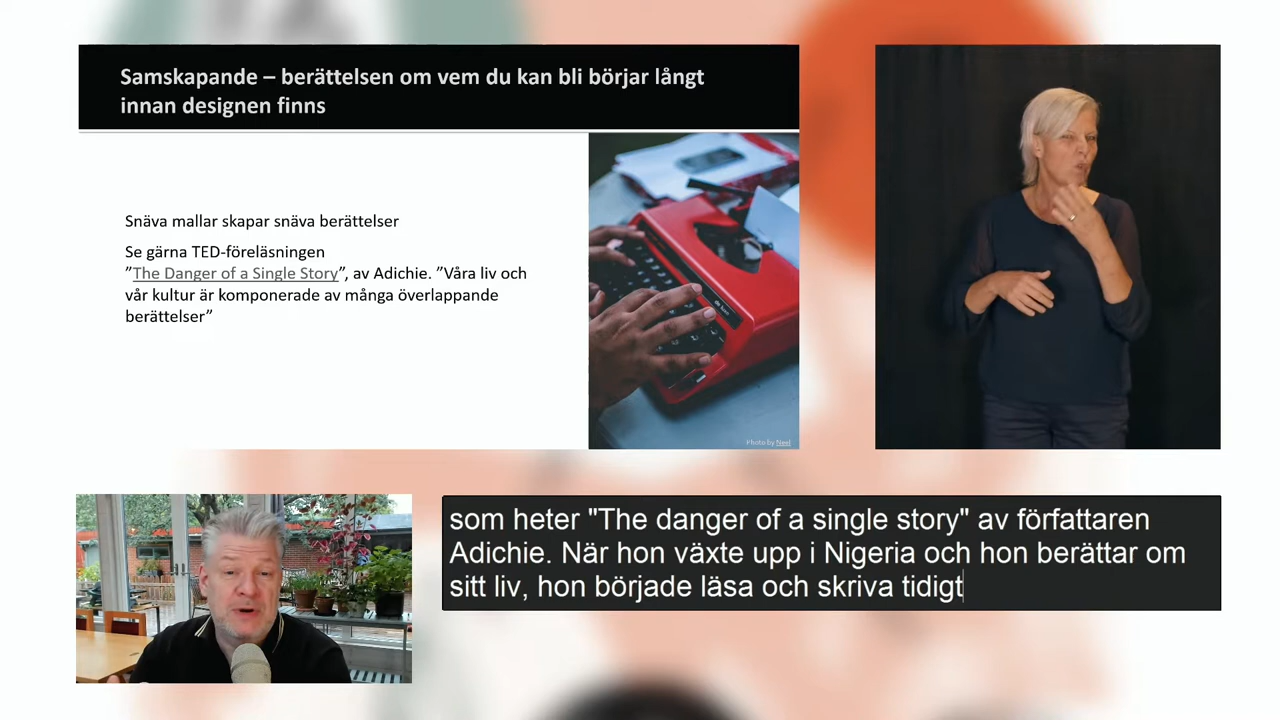 Samskapande – berättelsen om vem du kan bli börjar långt
innan designen finns
Snäva mallar skapar snäva berättelser
Se gärna TED-föreläsningen
”The Danger of a Single Story”, av Adichie. ”Våra liv och
vår kultur är komponerade av många överlappande
berättelser”
Photo by Neel
som heter "The danger of a single story" av författaren
Adichie. När hon växte upp i Nigeria och hon berättar om
sitt liv, hon började läsa och skriva tidigt